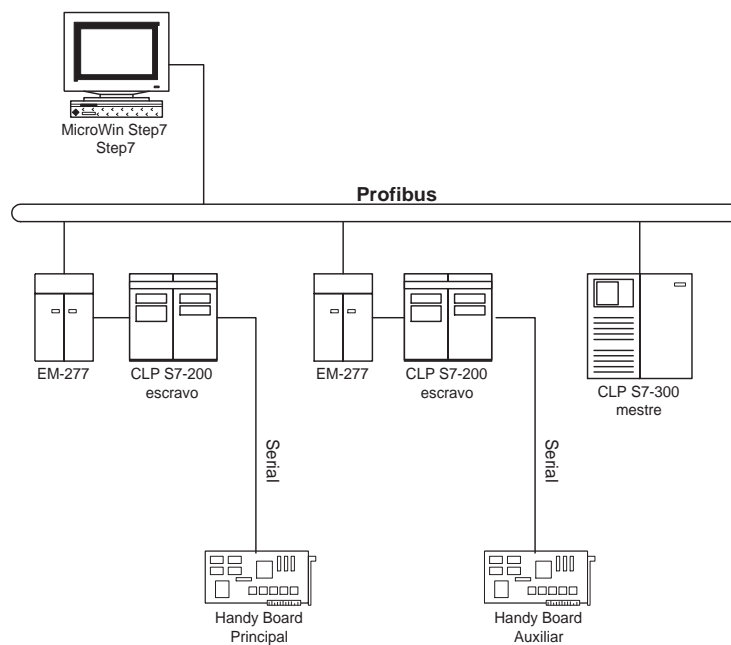 MicroWin Step7
Step7
Profibus
EM-277
CLP S7-200
escravo
EM-277
CLP S7-200
escravo
CLP S7-300
mestre
Serial
Serial
Handy Board
Principal
Handy Board
Auxiliar